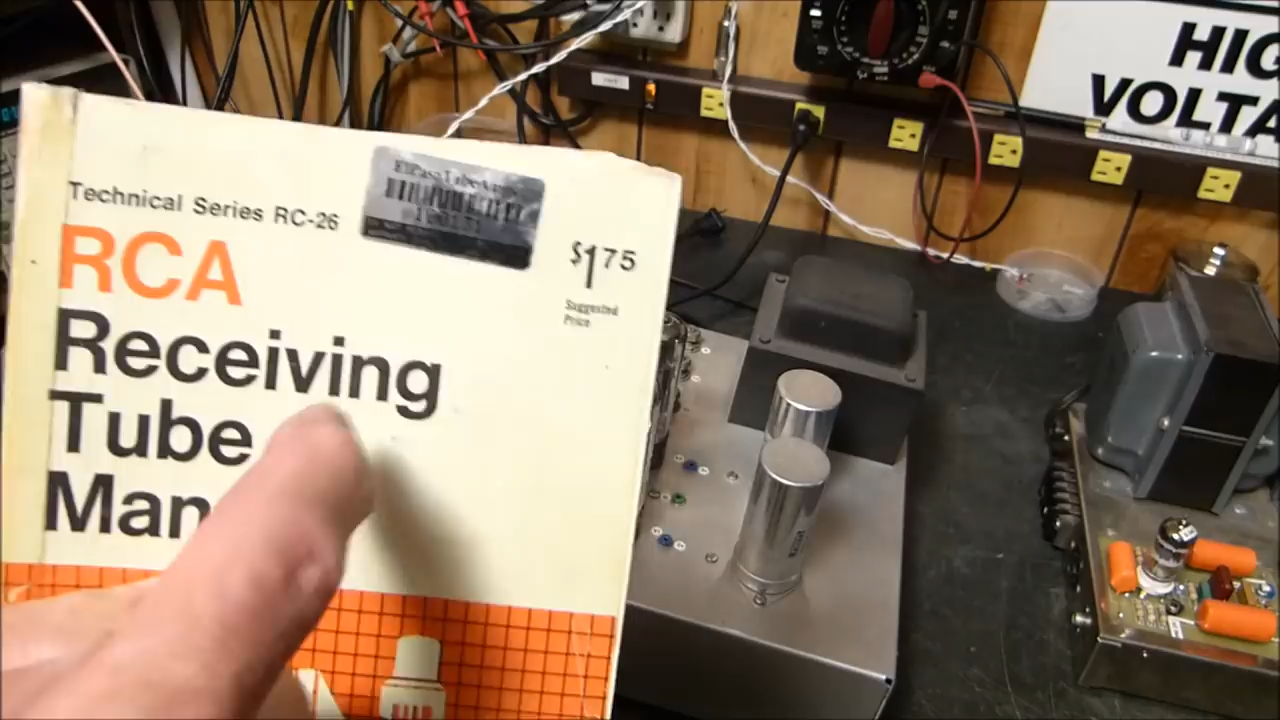 HIG
VOLTA
Technical Series RC-26
$1.75
Suggested
Price
RCA
Receiving
Tube
Man